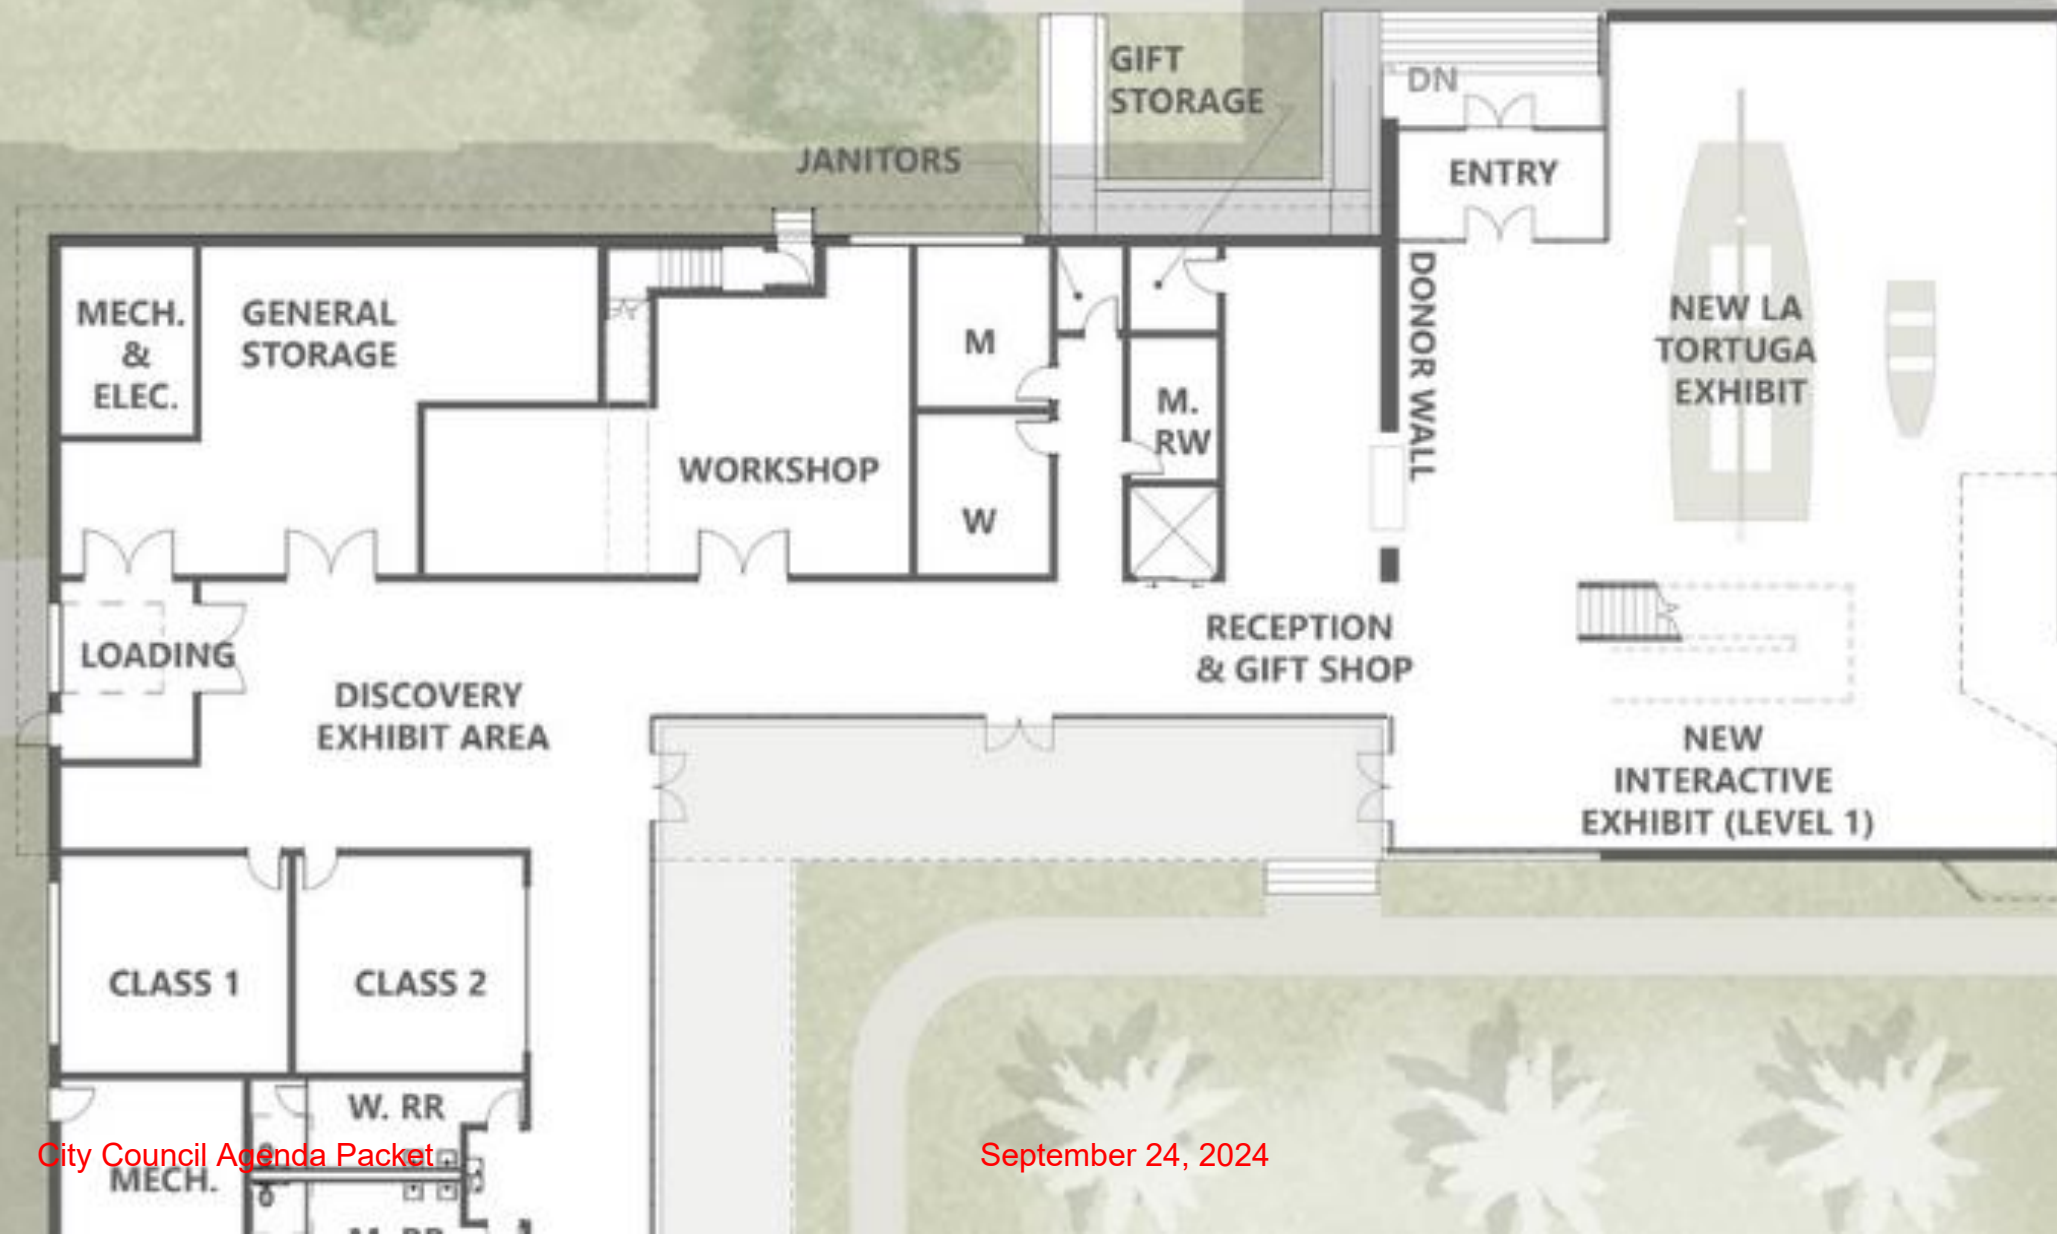 GIFT
STORAGE
DN
JANITORS
ENTRY
MECH.
&
ELEC.
GENERAL
STORAGE
M
M.
RW
DONOR WALL
NEW LA
TORTUGA
EXHIBIT
WORKSHOP
W
LOADING
DISCOVERY
EXHIBIT AREA
RECEPTION
& GIFT SHOP
NEW
INTERACTIVE
EXHIBIT (LEVEL 1)
CLASS 1
CLASS 2
W. RR
City Council Agenda Packet
September 24, 2024
MECH.